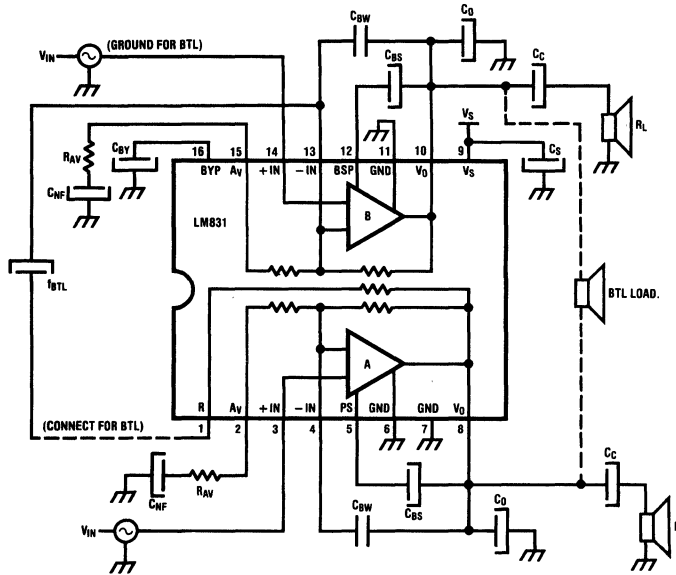 CBW
CO
VIN
(GROUND FOR BTL)
CBS
CC
RL
VS
CS
RAV
CBY
CNF
16 15 14 13 12 11 10 9
BYP AV +IN −IN BSP GND VO VS
LM831
B
fBTL
BTL LOAD.
A
R AV +IN −IN PS GND GND VO
1 2 3 4 5 6 7 8
(CONNECT FOR BTL)
CNF
RAV
CBS
CC
CBW
CO
VIN